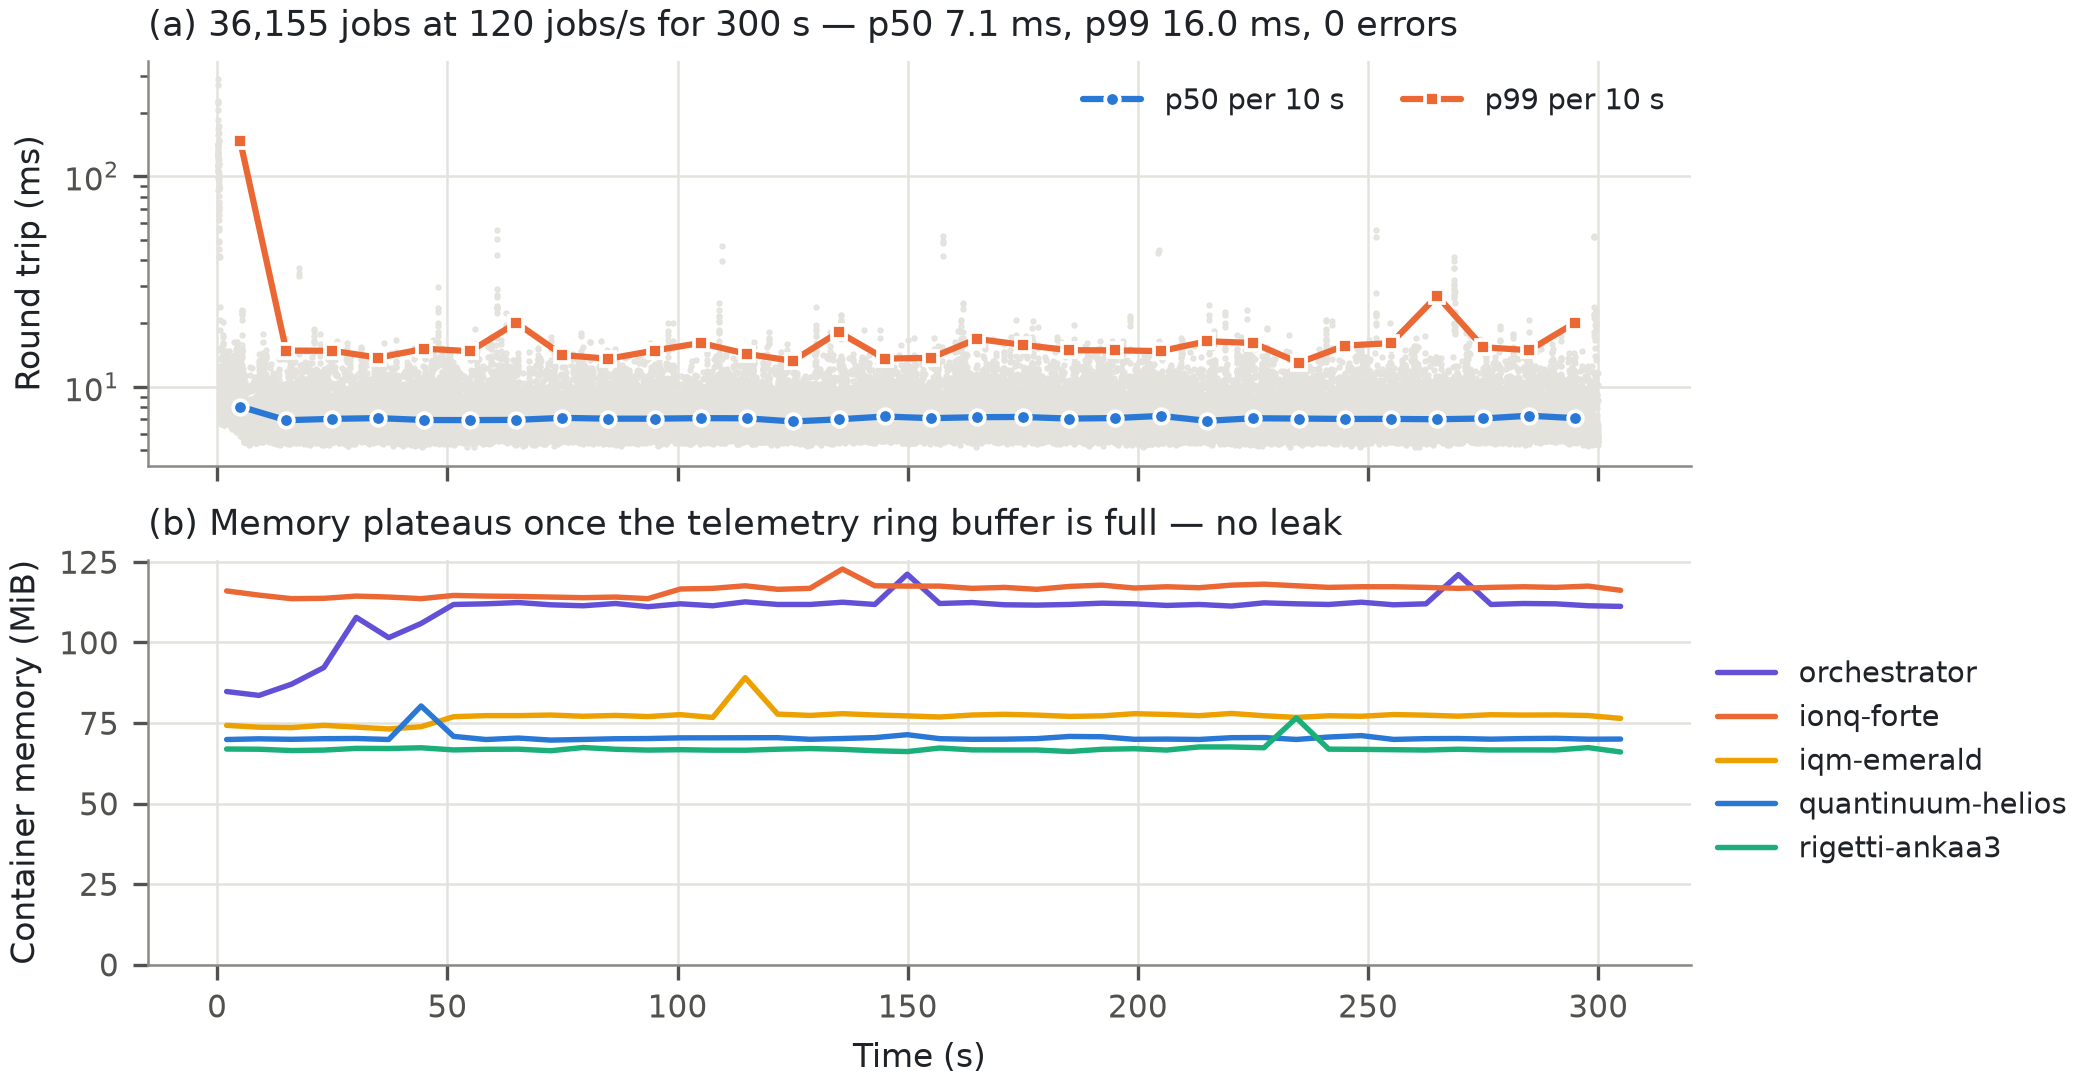 (a) 36,155 jobs at 120 jobs/s for 300 s — p50 7.1 ms, p99 16.0 ms, 0 errors
p50 per 10 s
p99 per 10 s
Round trip (ms)
10²
10¹
(b) Memory plateaus once the telemetry ring buffer is full — no leak
Container memory (MiB)
125
100
75
50
25
0
0
50
100
150
200
250
300
Time (s)
orchestrator
ionq-forte
iqm-emerald
quantinuum-helios
rigetti-ankaa3